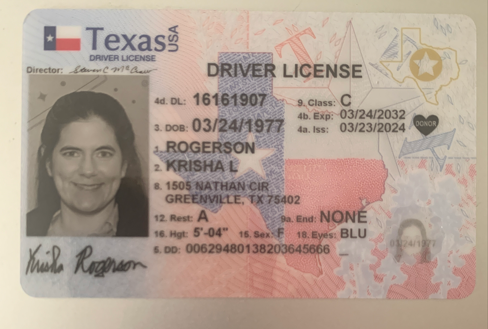 Texas USA
DRIVER LICENSE
Director:
DRIVER LICENSE
4d. DL: 16161907 9. Class: C
4b. Exp: 03/24/2032
3. DOB: 03/24/1977 4a. Iss: 03/23/2024
DONOR
1. ROGERSON
2. KRISHA L
8. 1505 NATHAN CIR
GREENVILLE, TX 75402
12. Rest: A 9a. End: NONE
16. Hgt: 5'-04" 15. Sex: F 18. Eyes: BLU
5. DD: 00629480138203645666
03/24/1977
Krisha Rogerson